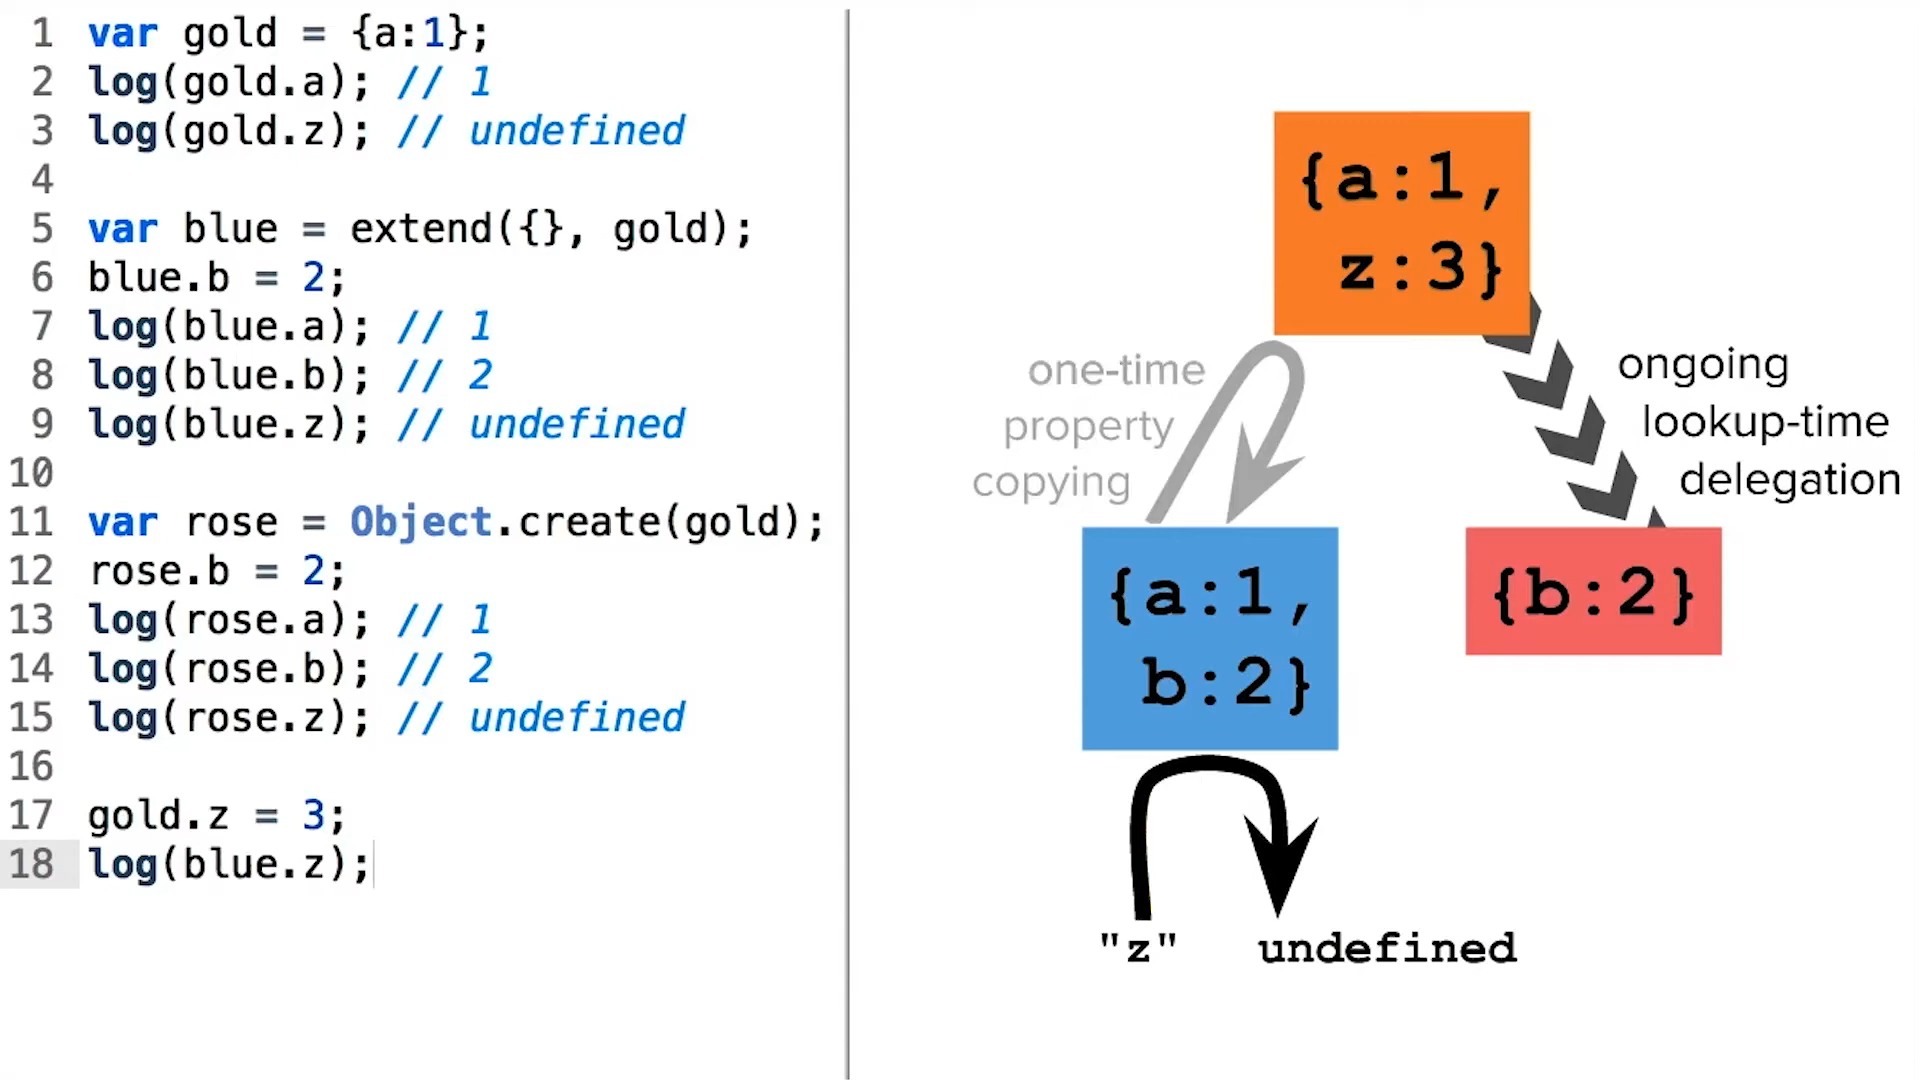 1 var gold = {a:1};
2 log(gold.a); // 1
3 log(gold.z); // undefined
4
5 var blue = extend({}, gold);
6 blue.b = 2;
7 log(blue.a); // 1
8 log(blue.b); // 2
9 log(blue.z); // undefined
10
11 var rose = Object.create(gold);
12 rose.b = 2;
13 log(rose.a); // 1
14 log(rose.b); // 2
15 log(rose.z); // undefined
16
17 gold.z = 3;
18 log(blue.z);
{a:1,
z:3}
one-time
property
copying
ongoing
lookup-time
delegation
{a:1,
b:2}
{b:2}
"z" undefined